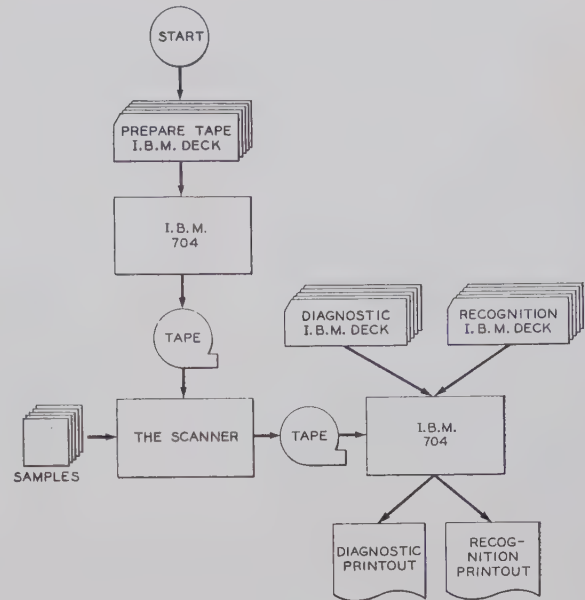 START
PREPARE TAPE
I.B.M. DECK
I.B.M.
704
TAPE
DIAGNOSTIC
I.B.M. DECK
RECOGNITION
I.B.M. DECK
SAMPLES
THE SCANNER
TAPE
I.B.M.
704
DIAGNOSTIC
PRINTOUT
RECOG-
NITION
PRINTOUT